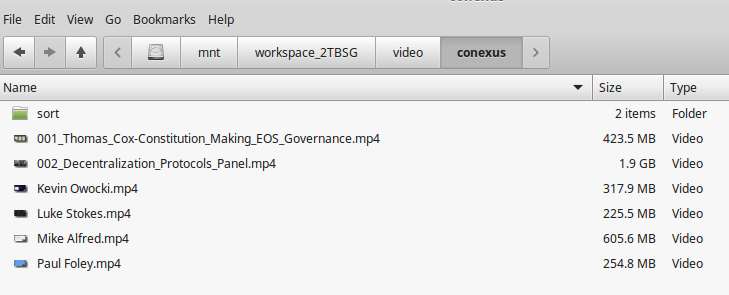 File Edit View Go Bookmarks Help
mnt workspace_2TBSG video conexus
Name Size Type
sort 2 items Folder
001_Thomas_Cox-Constitution_Making_EOS_Governance.mp4 423.5 MB Video
002_Decentralization_Protocols_Panel.mp4 1.9 GB Video
Kevin Owocki.mp4 317.9 MB Video
Luke Stokes.mp4 225.5 MB Video
Mike Alfred.mp4 605.6 MB Video
Paul Foley.mp4 254.8 MB Video